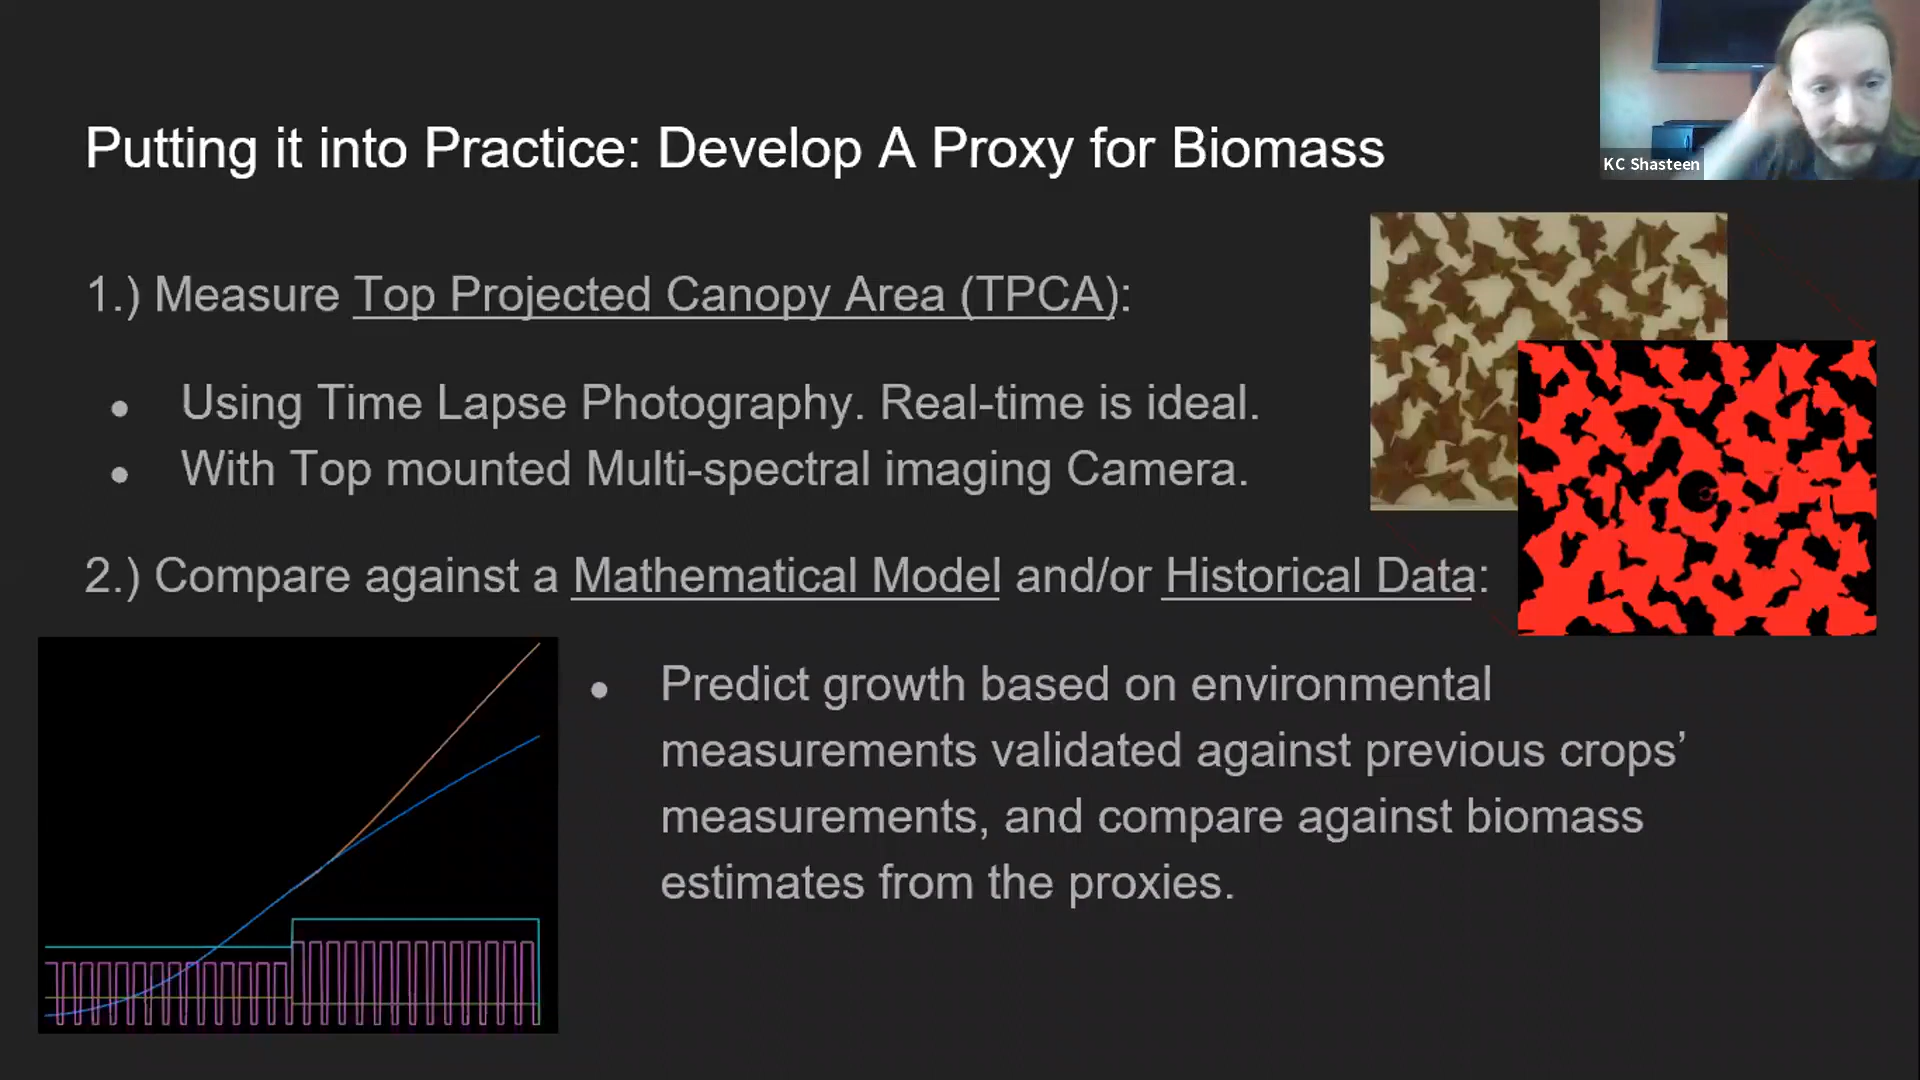 Putting it into Practice: Develop A Proxy for Biomass
KC Shasteen
1.) Measure Top Projected Canopy Area (TPCA):
● Using Time Lapse Photography. Real-time is ideal.
● With Top mounted Multi-spectral imaging Camera.
2.) Compare against a Mathematical Model and/or Historical Data:
● Predict growth based on environmental
measurements validated against previous crops’
measurements, and compare against biomass
estimates from the proxies.